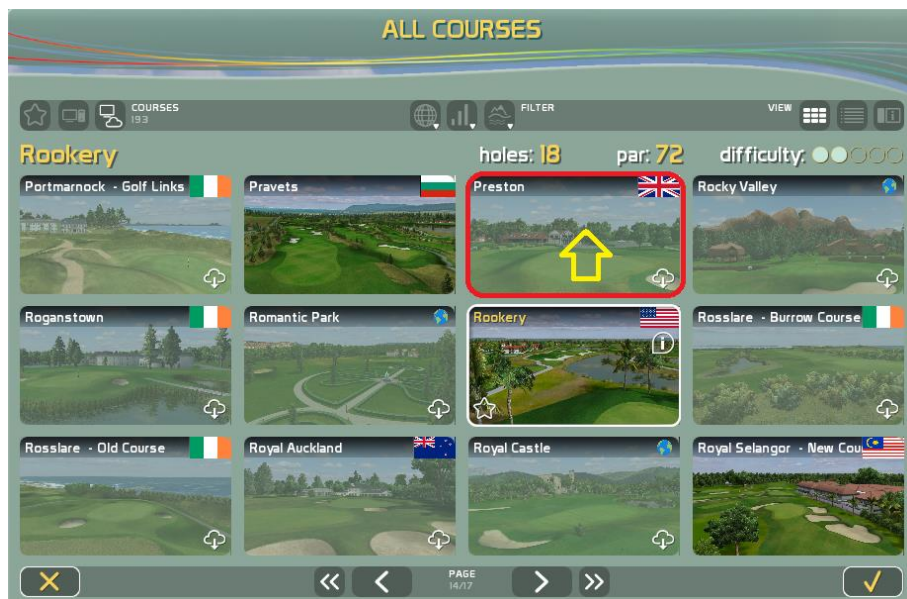 ALL COURSES
COURSES
193
FILTER
VIEW
Rookery
holes: 18 par: 72 difficulty:
Portmarnock - Golf Links
Pravets
Preston
Rocky Valley
Roganstown
Romantic Park
Rookery
Rosslare - Burrow Course
Rosslare - Old Course
Royal Auckland
Royal Castle
Royal Selangor - New Cou
PAGE
14/17